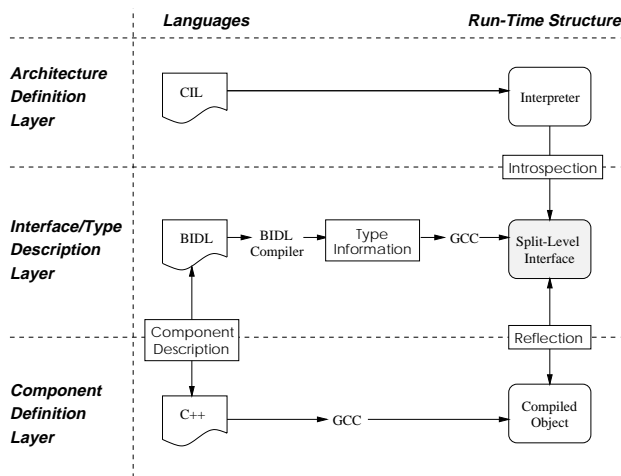 Languages
Run-Time Structure
Architecture
Definition
Layer
CIL
Interpreter
Introspection
Interface/Type
Description
Layer
BIDL
BIDL
Compiler
Type
Information
GCC
Split-Level
Interface
Component
Description
Reflection
Component
Definition
Layer
C++
GCC
Compiled
Object